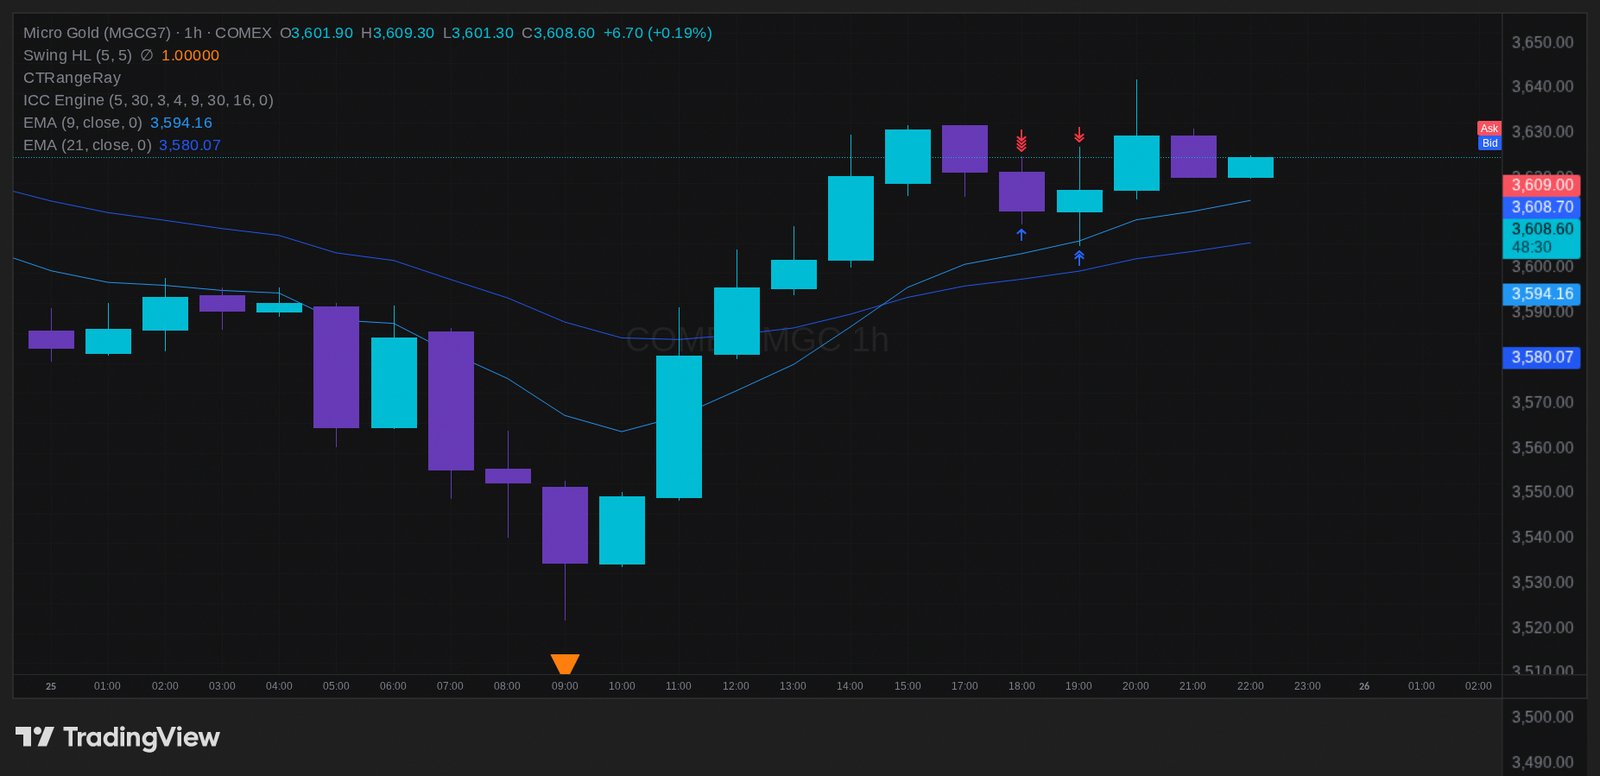 Micro Gold (MGCG7) · 1h · COMEX O3,601.90 H3,609.30 L3,601.30 C3,608.60 +6.70 (+0.19%)
Swing HL (5, 5) ∅ 1.00000
CTRangeRay
ICC Engine (5, 30, 3, 4, 9, 30, 16, 0)
EMA (9, close, 0) 3,594.16
EMA (21, close, 0) 3,580.07
3,650.00
3,640.00
3,630.00
Ask
Bid
3,609.00
3,608.70
3,608.60
48:30
3,600.00
3,594.16
3,590.00
MGC 1h
3,580.07
3,570.00
3,560.00
3,550.00
3,540.00
3,530.00
3,520.00
3,510.00
25 01:00 02:00 03:00 04:00 05:00 06:00 07:00 08:00 09:00 10:00 11:00 12:00 13:00 14:00 15:00 17:00 18:00 19:00 20:00 21:00 22:00 23:00 26 01:00 02:00
3,500.00
TradingView
3,490.00